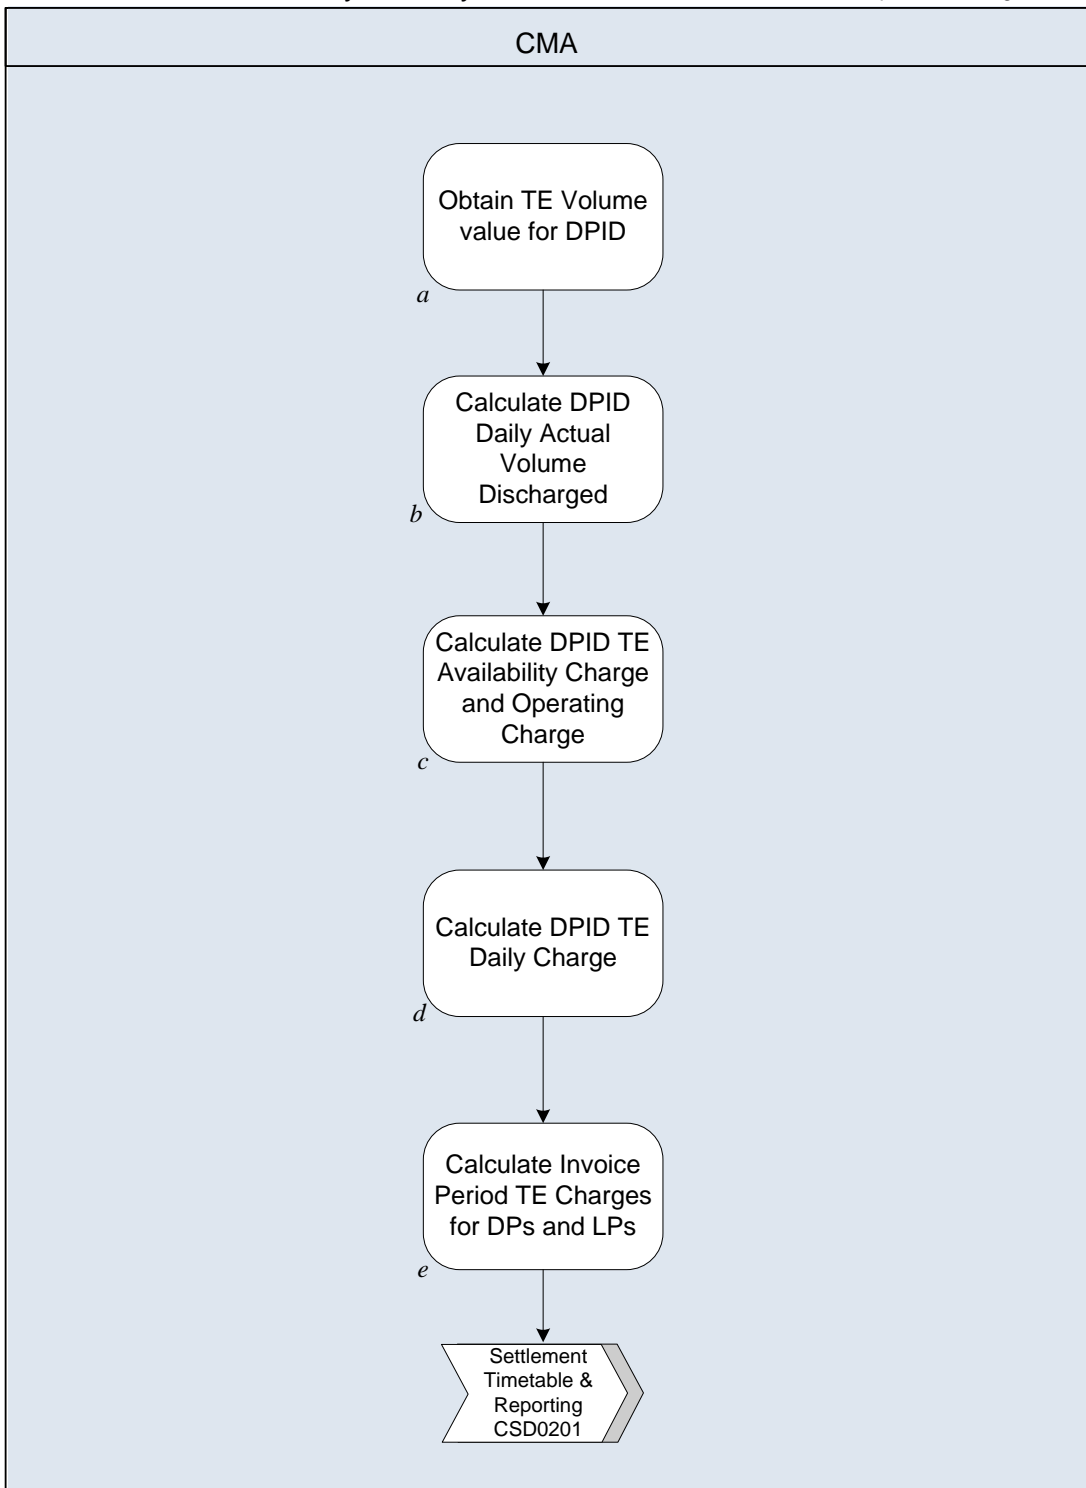 CMA
Obtain TE Volume
value for DPID
a
Calculate DPID
Daily Actual
Volume
Discharged
b
Calculate DPID TE
Availability Charge
and Operating
Charge
c
Calculate DPID TE
Daily Charge
d
Calculate Invoice
Period TE Charges
for DPs and LPs
e
Settlement
Timetable &
Reporting
CSD0201